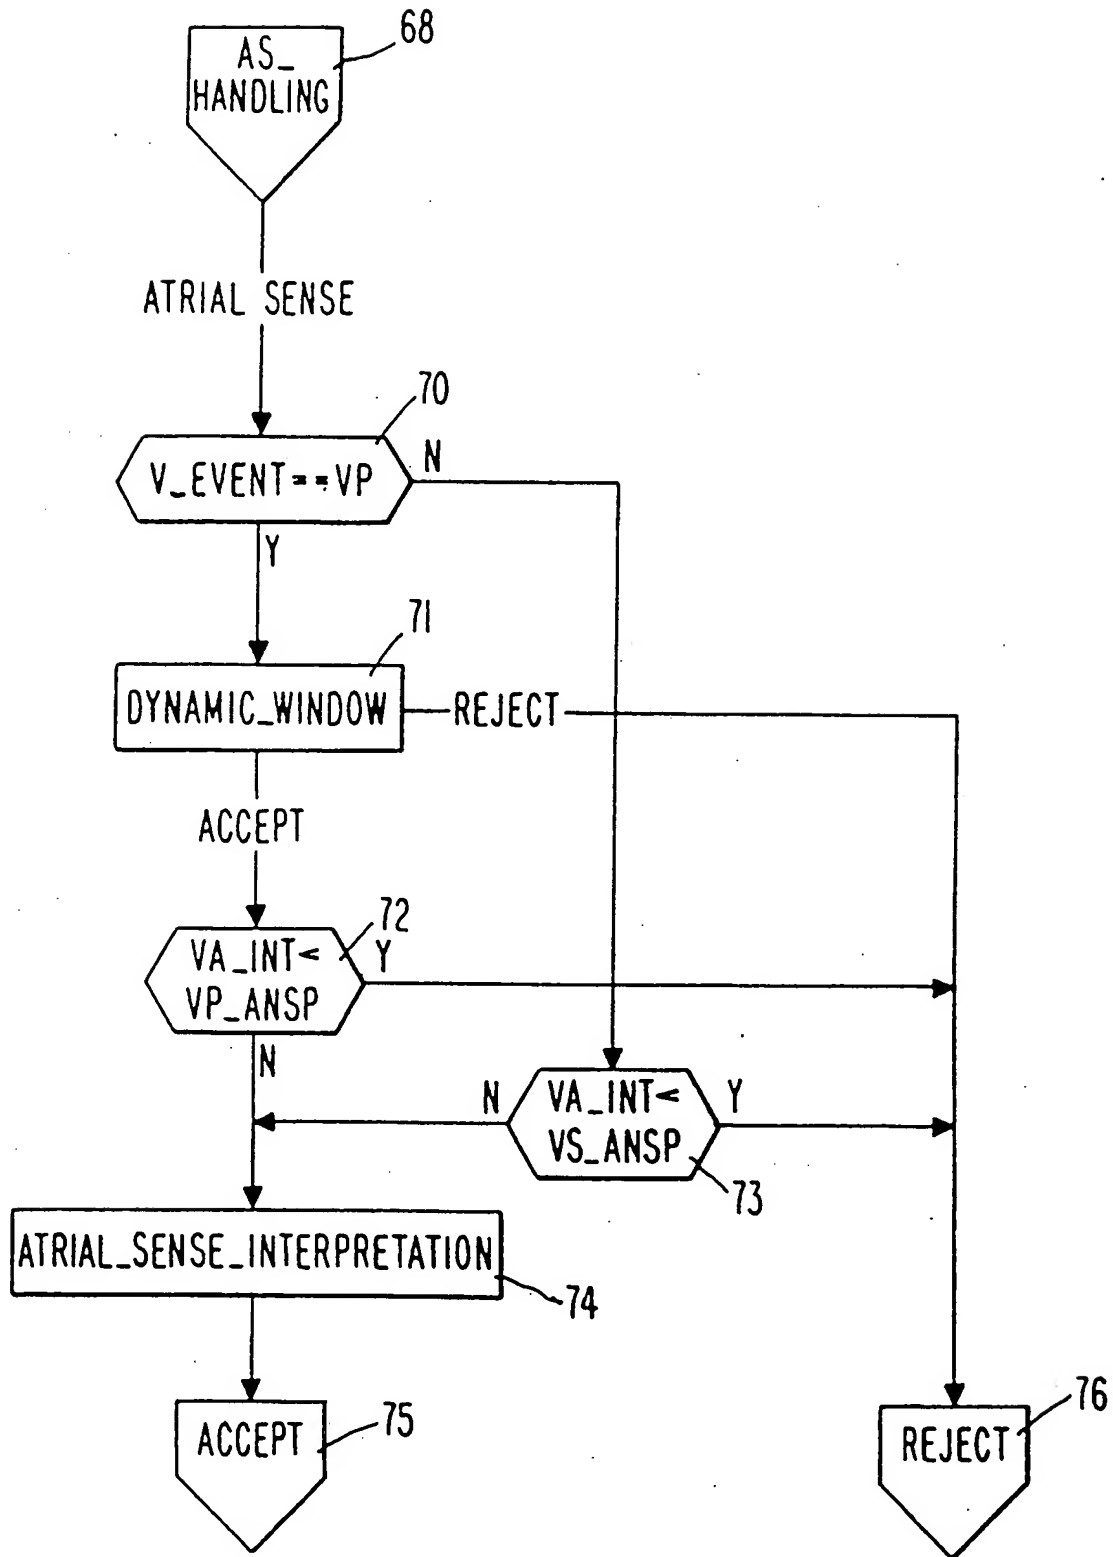 68
AS_
HANDLING
ATRIAL SENSE
70
V_EVENT==VP
N
Y
71
DYNAMIC_WINDOW
REJECT
ACCEPT
72
VA_INT<
VP_ANSP
Y
N
N
VA_INT<
VS_ANSP
Y
73
ATRIAL_SENSE_INTERPRETATION
74
ACCEPT
75
REJECT
76